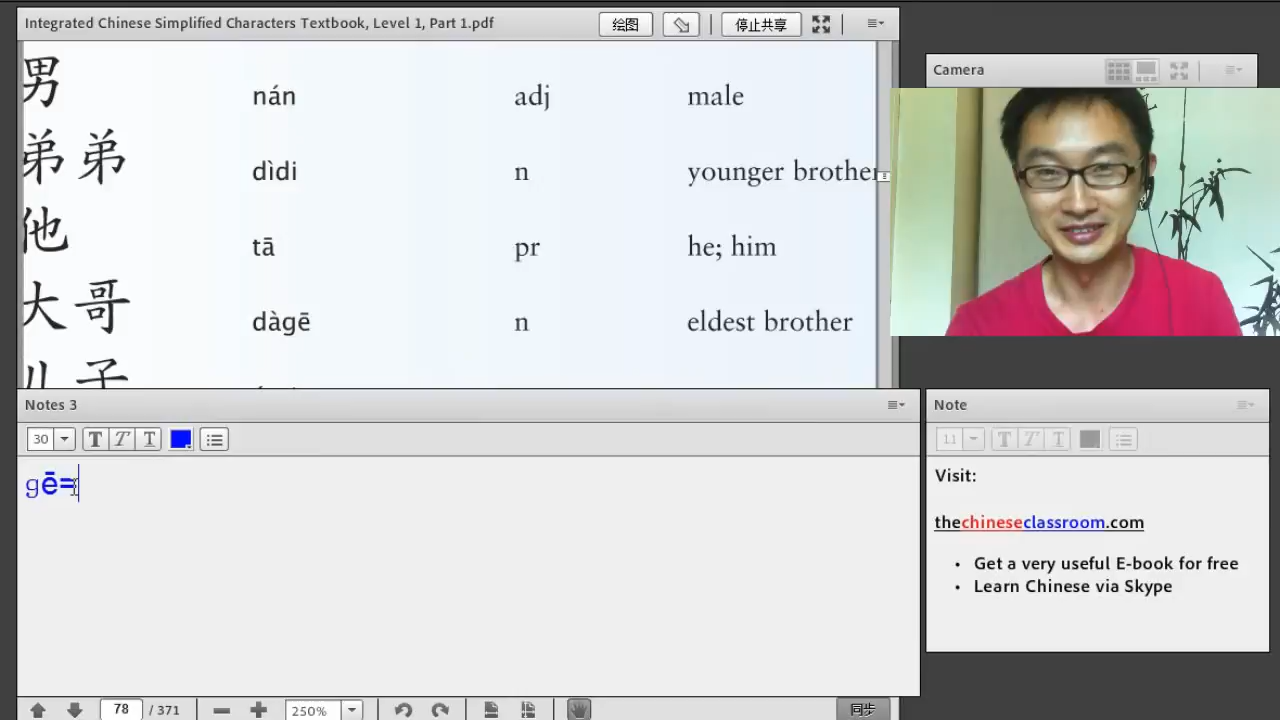 Integrated Chinese Simplified Characters Textbook, Level 1, Part 1.pdf
绘图
停止共享
男 nán adj male
弟弟 dìdi n younger brother
他 tā pr he; him
大哥 dàgē n eldest brother
儿子
Camera
Notes 3
30
T T T
gē=
Note
11
T T T
Visit:
thechineseclassroom.com
• Get a very useful E-book for free
• Learn Chinese via Skype
78 / 371
250%
同步